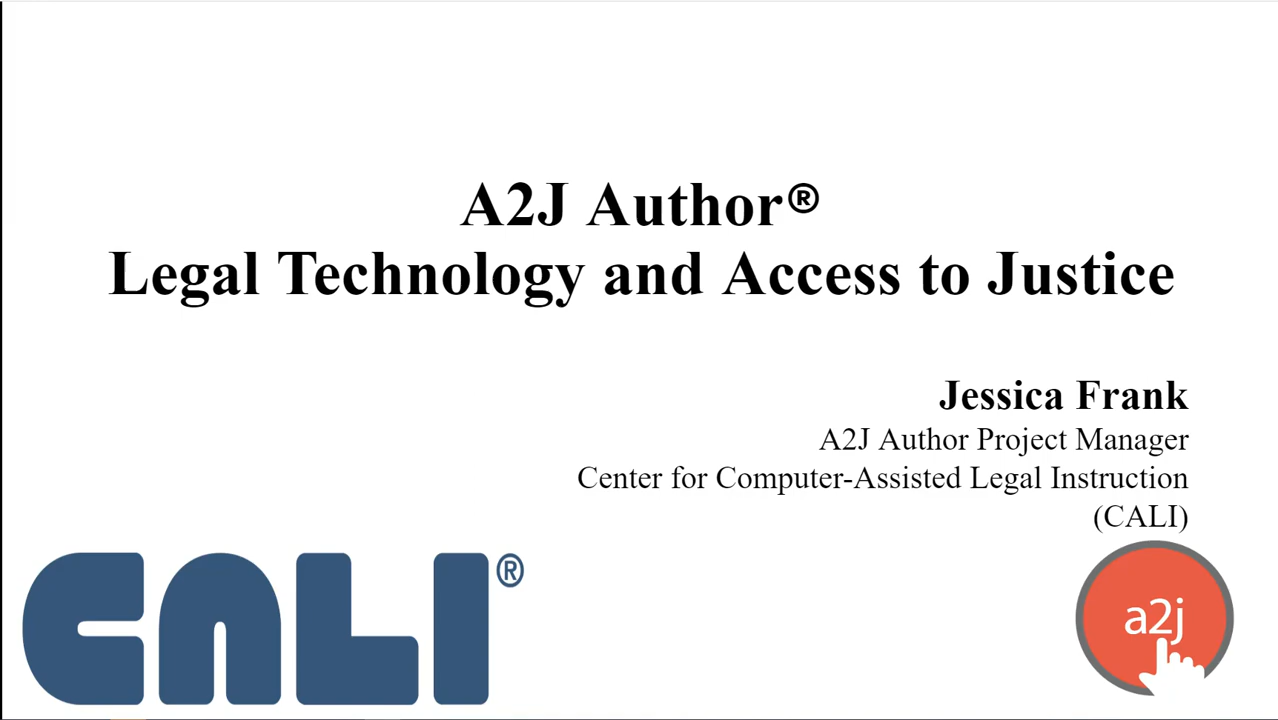 A2J Author®
Legal Technology and Access to Justice
Jessica Frank
A2J Author Project Manager
Center for Computer-Assisted Legal Instruction
(CALI)
CALI®
a2j